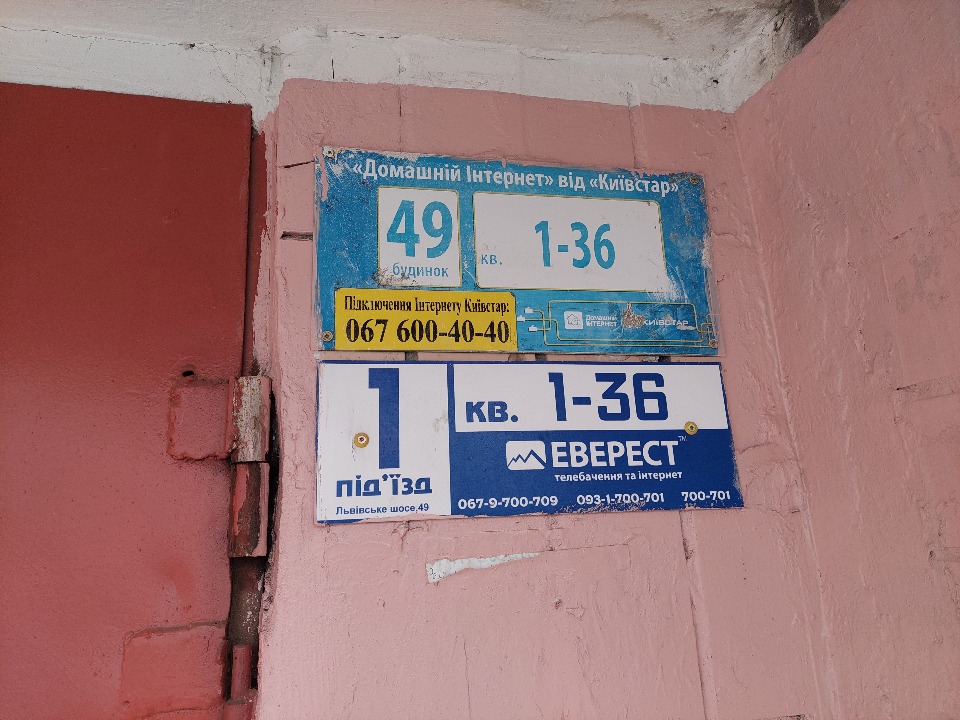 «Домашній Інтернет» від «Київстар»
49
будинок
кв. 1-36
Підключення Інтернету Київстар:
067 600-40-40
Домашній
Інтернет
КИЇВСТАР
1
під'їзд
Львівське шосе,49
кв. 1-36
ЕВЕРЕСТ™
телебачення та інтернет
067-9-700-709 093-1-700-701 700-701